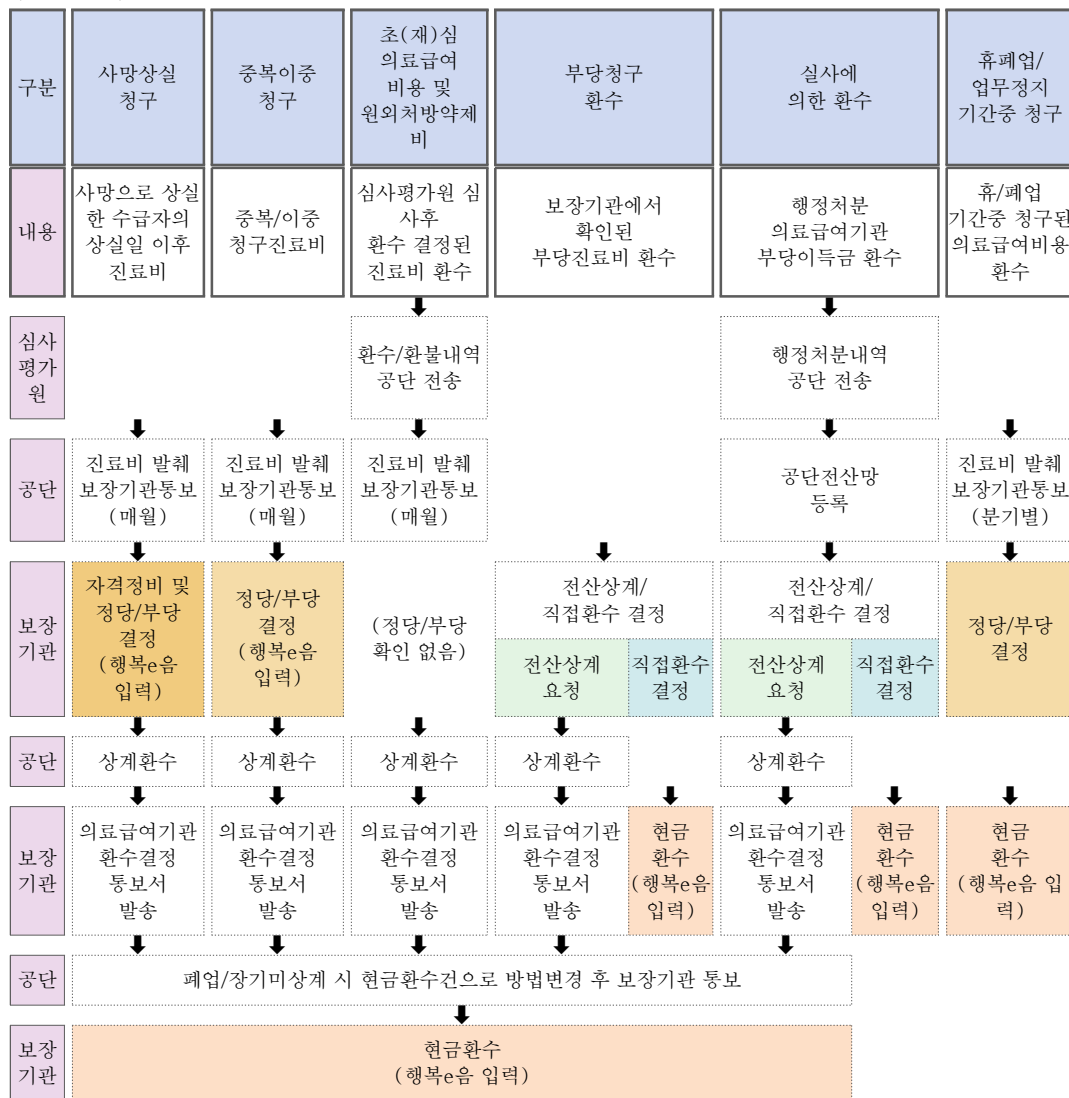 구분
사망상실
청구
중복이중
청구
초(재)심
의료급여
비용 및
원외처방약제
비
부당청구
환수
실사에
의한 환수
휴폐업/
업무정지
기간중 청구
내용
사망으로 상실
한 수급자의
상실일 이후
진료비
중복/이중
청구진료비
심사평가원 심
사후
환수 결정된
진료비 환수
보장기관에서
확인된
부당진료비 환수
행정처분
의료급여기관
부당이득금 환수
휴/폐업
기간중 청구된
의료급여비용
환수
심사
평가
원
환수/환불내역
공단 전송
행정처분내역
공단 전송
공단
진료비 발췌
보장기관통보
(매월)
진료비 발췌
보장기관통보
(매월)
진료비 발췌
보장기관통보
(매월)
공단전산망
등록
진료비 발췌
보장기관통보
(분기별)
보장
기관
자격정비 및
정당/부당
결정
(행복e음
입력)
정당/부당
결정
(행복e음
입력)
(정당/부당
확인 없음)
전산상계/
직접환수 결정
전산상계
요청
직접환수
결정
전산상계/
직접환수 결정
전산상계
요청
직접환수
결정
정당/부당
결정
공단
상계환수
상계환수
상계환수
상계환수
상계환수
보장
기관
의료급여기관
환수결정
통보서
발송
의료급여기관
환수결정
통보서
발송
의료급여기관
환수결정
통보서
발송
의료급여기관
환수결정
통보서
발송
현금
환수
(행복e음
입력)
의료급여기관
환수결정
통보서
발송
현금
환수
(행복e음
입력)
현금
환수
(행복e음 입
력)
공단
폐업/장기미상계 시 현금환수건으로 방법변경 후 보장기관 통보
보장
기관
현금환수
(행복e음 입력)